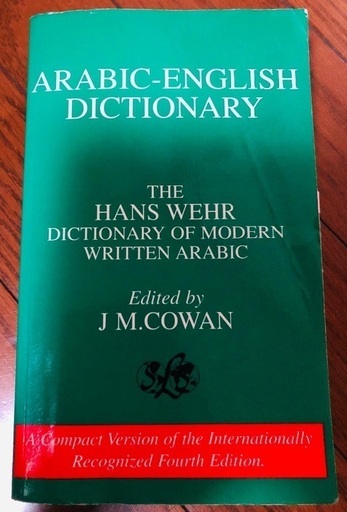 ARABIC-ENGLISH
DICTIONARY
THE
HANS WEHR
DICTIONARY OF MODERN
WRITTEN ARABIC
Edited by
J M.COWAN
SLS
A Compact Version of the Internationally
Recognized Fourth Edition.